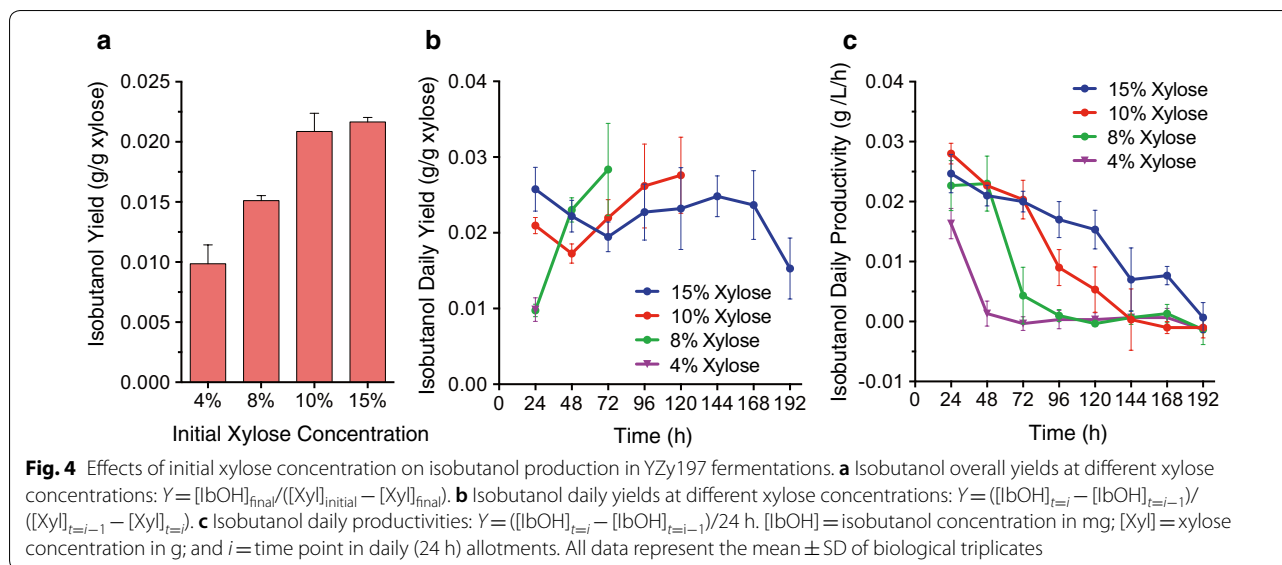 a
Isobutanol Yield (g/g xylose)
0.025
0.020
0.015
0.010
0.005
0.000
4% 8% 10% 15%
Initial Xylose Concentration
b
Isobutanol Daily Yield (g/g xylose)
0.04
0.03
0.02
0.01
0.00
15% Xylose
10% Xylose
8% Xylose
4% Xylose
0 24 48 72 96 120 144 168 192
Time (h)
c
Isobutanol Daily Productivity (g /L/h)
0.04
0.03
0.02
0.01
0.00
-0.01
15% Xylose
10% Xylose
8% Xylose
4% Xylose
0 24 48 72 96 120 144 168 192
Time (h)
Fig. 4 Effects of initial xylose concentration on isobutanol production in YZy197 fermentations. a Isobutanol overall yields at different xylose
concentrations: Y = [IbOH]final/([Xyl]initial − [Xyl]final). b Isobutanol daily yields at different xylose concentrations: Y = ([IbOH]t=i − [IbOH]t=i−1)/
([Xyl]t=i−1 − [Xyl]t=i). c Isobutanol daily productivities: Y = ([IbOH]t=i − [IbOH]t=i−1)/24 h. [IbOH] = isobutanol concentration in mg; [Xyl] = xylose
concentration in g; and i = time point in daily (24 h) allotments. All data represent the mean ± SD of biological triplicates